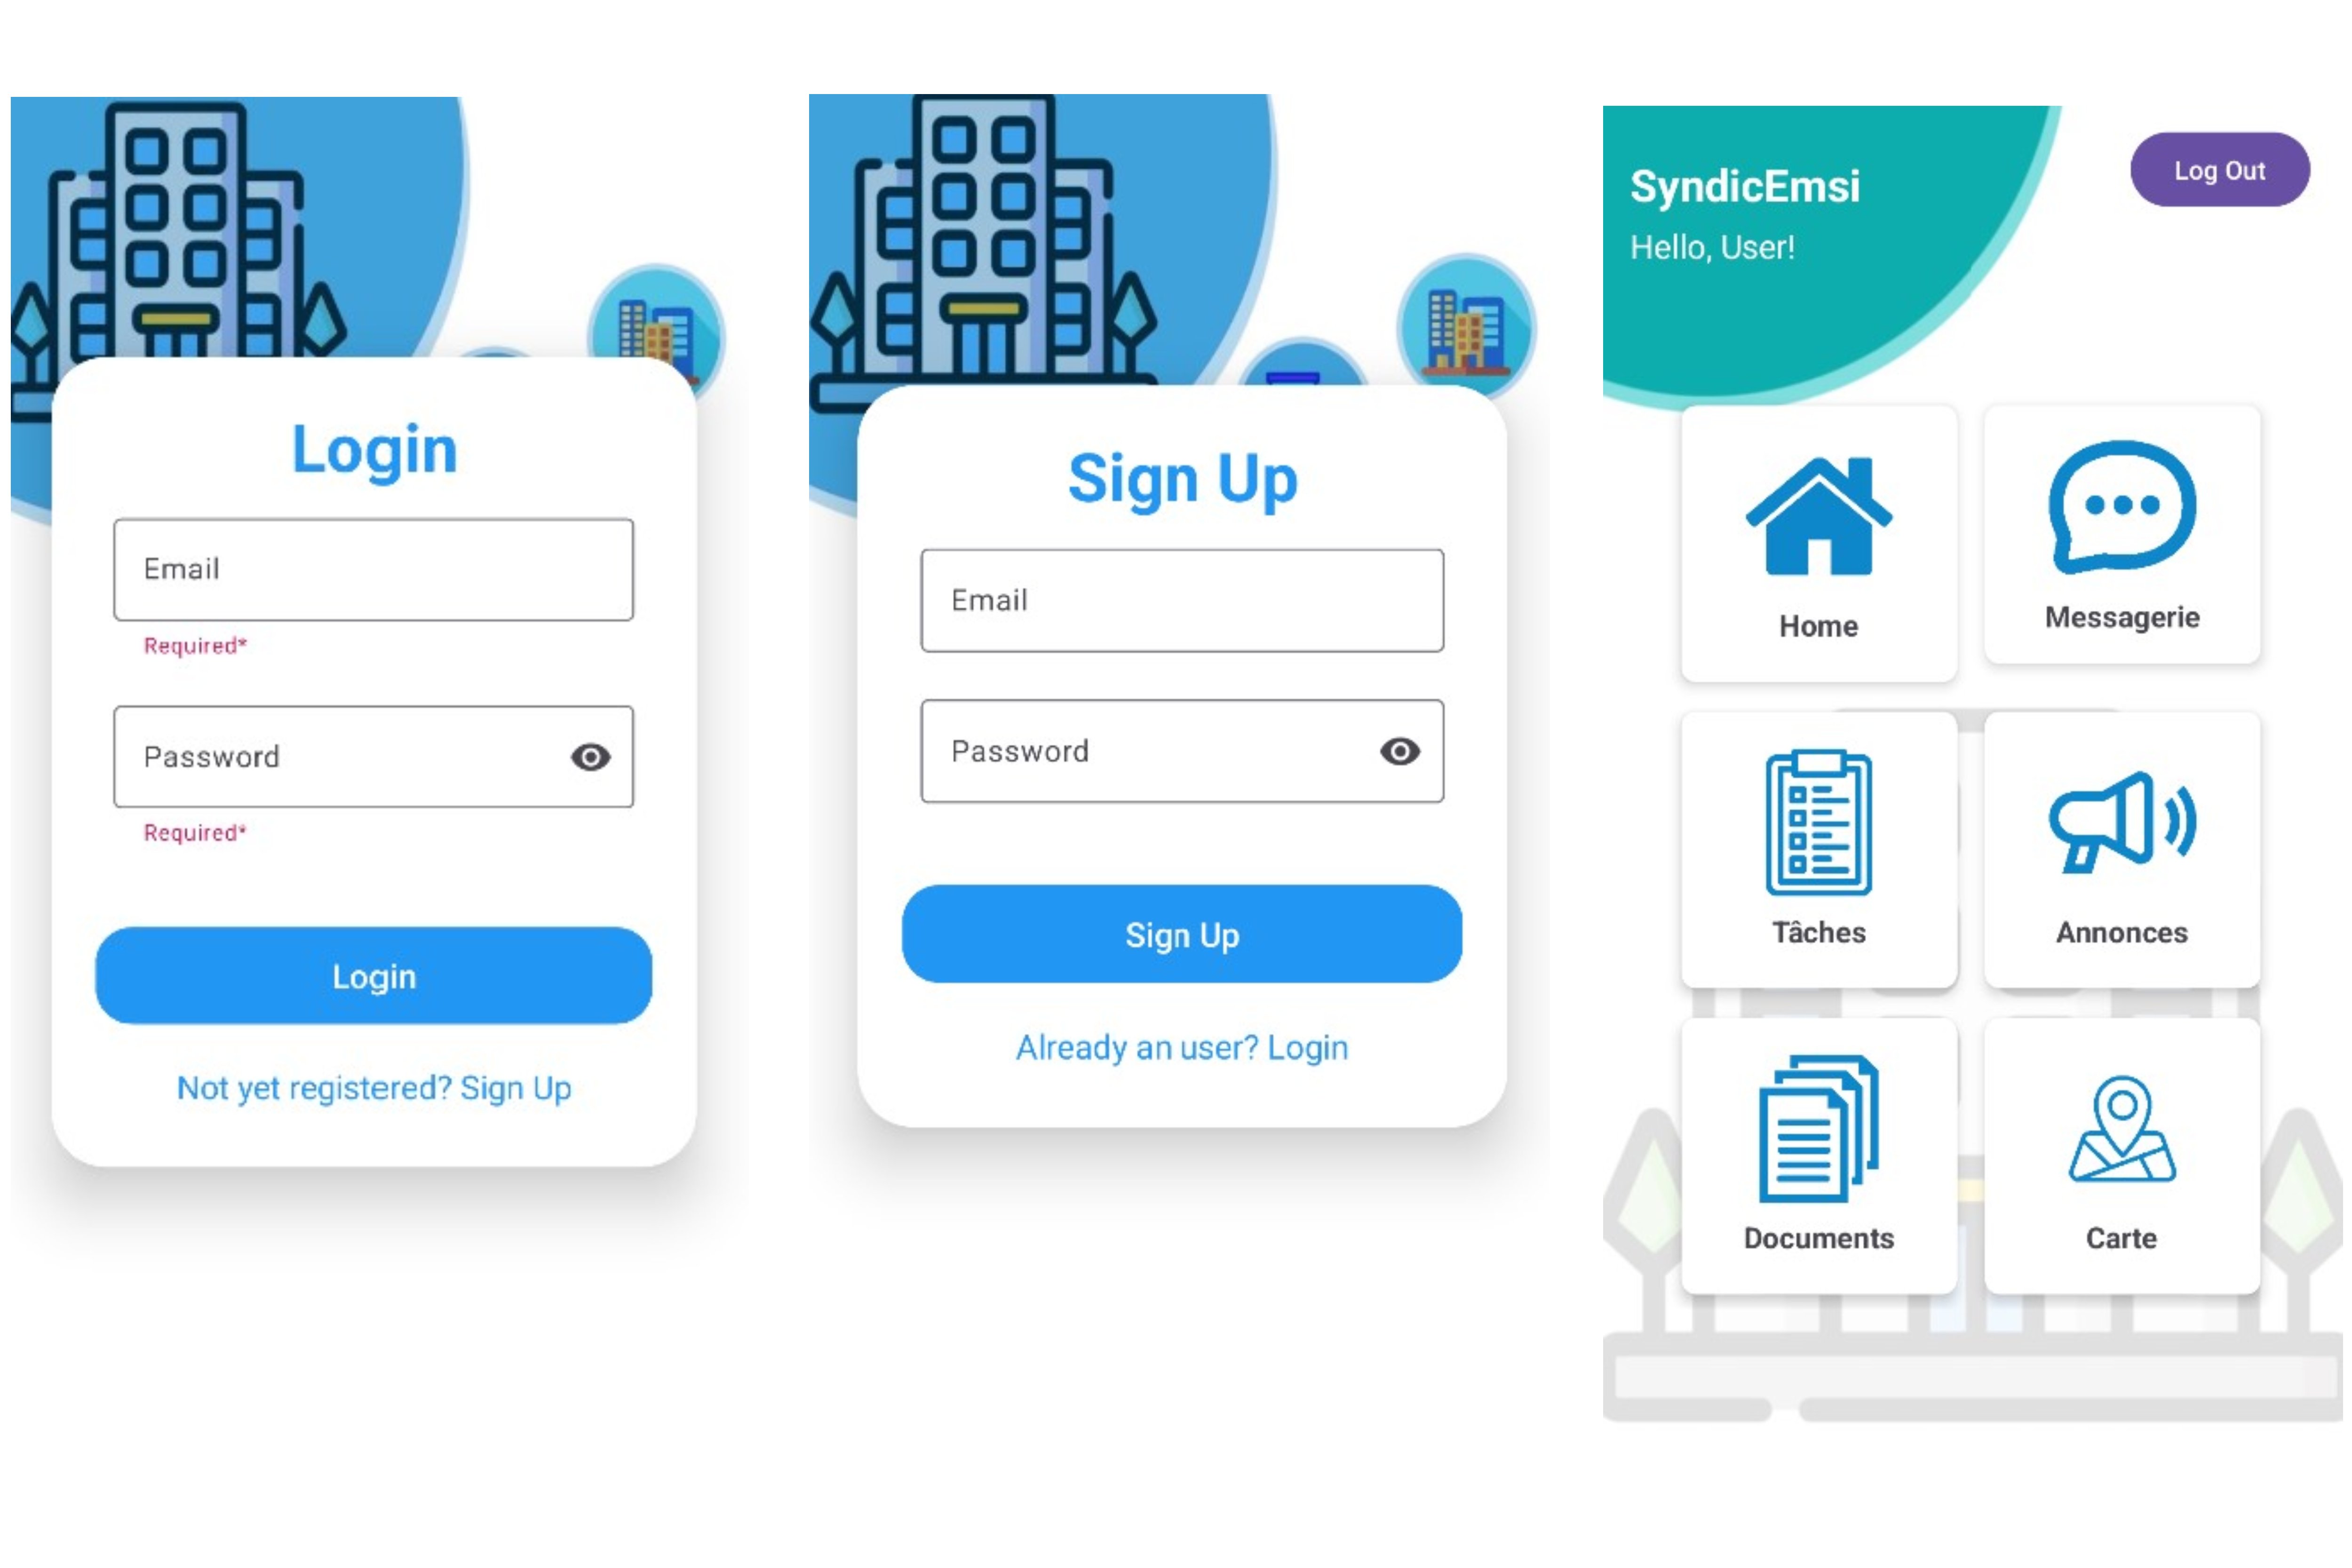 Login
Email
Required*
Password
Required*
Login
Not yet registered? Sign Up
Sign Up
Email
Password
Sign Up
Already an user? Login
SyndicEmsi
Hello, User!
Log Out
Home
Messagerie
Tâches
Annonces
Documents
Carte